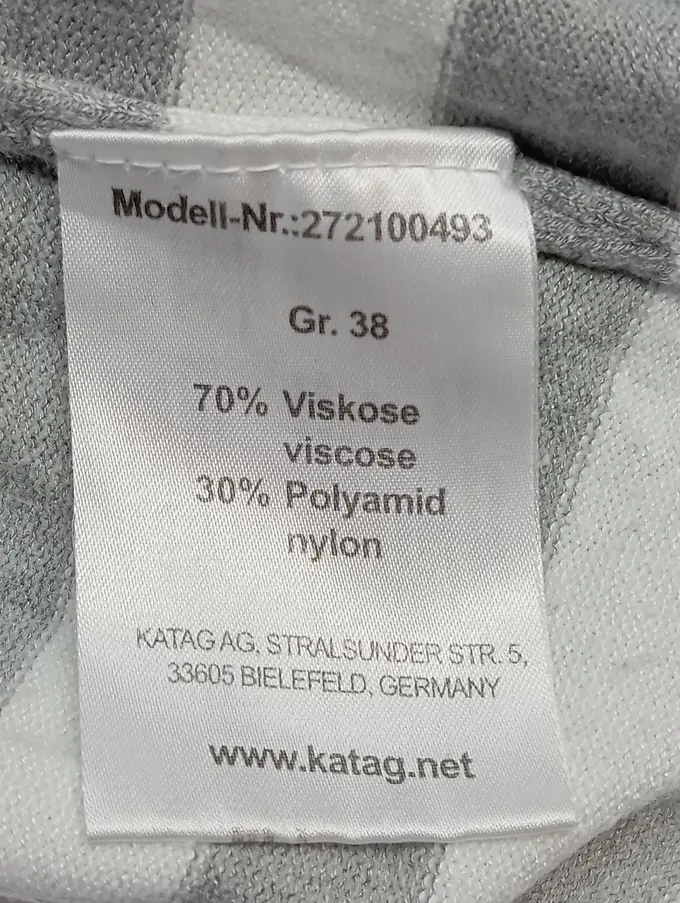 Modell-Nr.:272100493
Gr. 38
70% Viskose
viscose
30% Polyamid
nylon
KATAG AG, STRALSUNDER STR. 5,
33605 BIELEFELD, GERMANY
www.katag.net